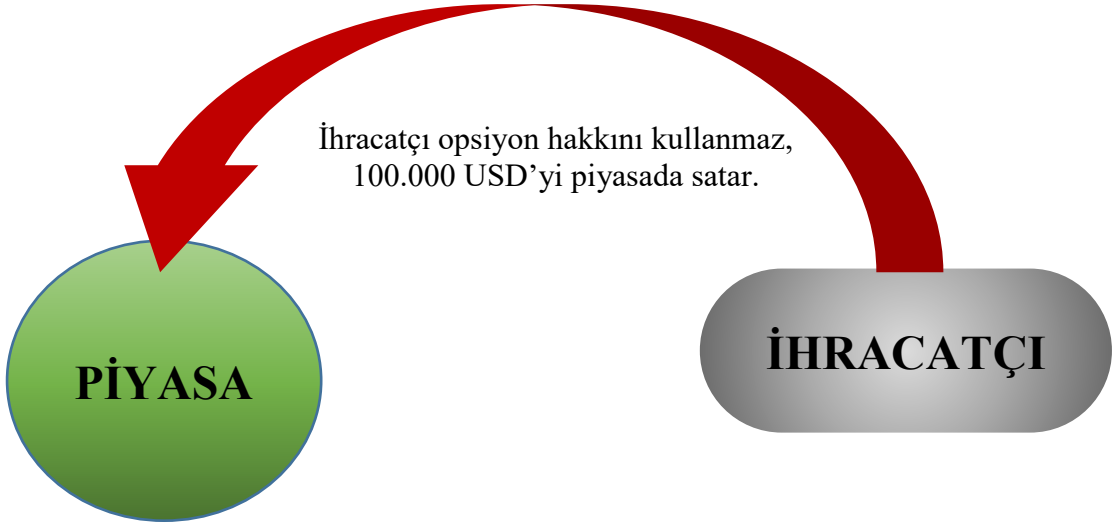 İhracatçı opsiyon hakkını kullanmaz,
100.000 USD’yi piyasada satar.
PİYASA
İHRACATÇI